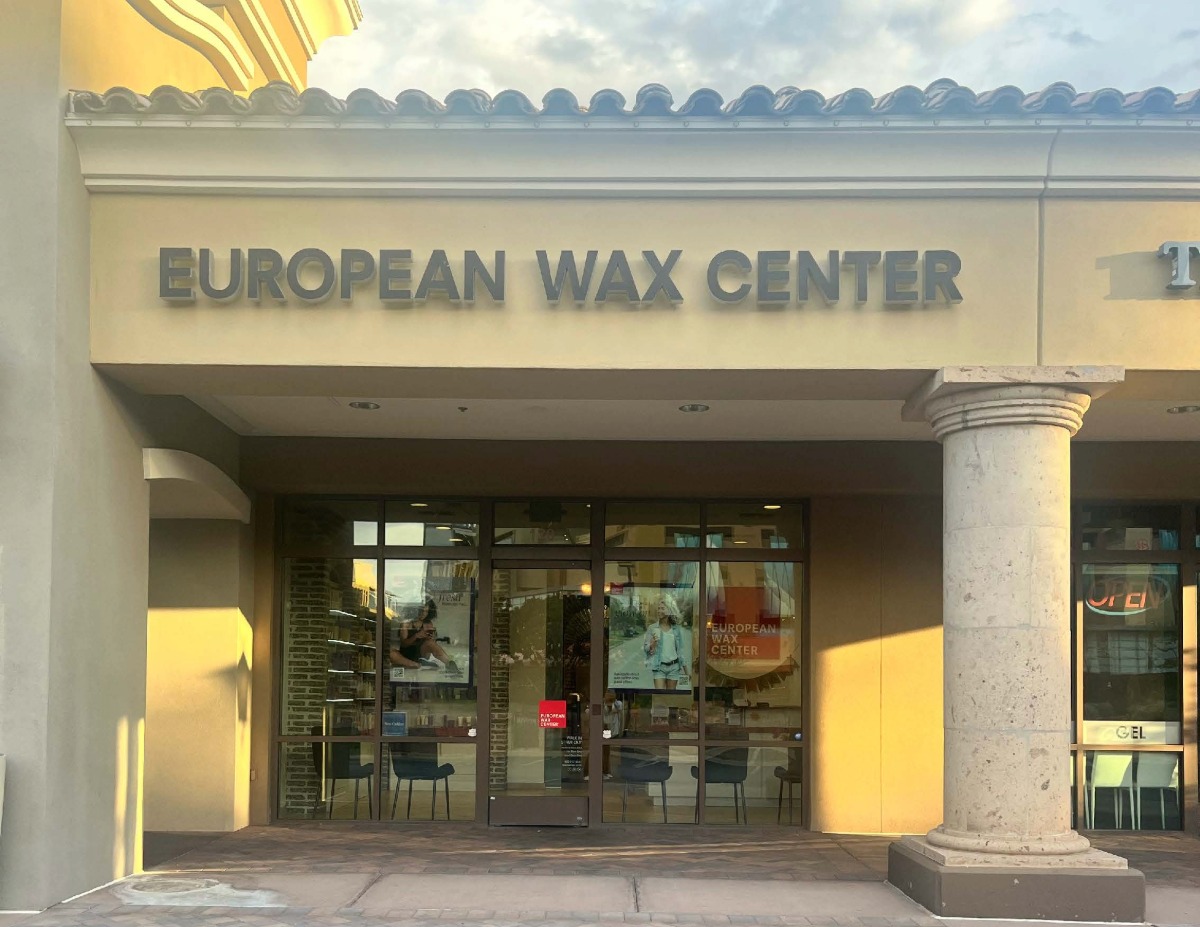 EUROPEAN WAX CENTER
T
OPEN
EUROPEAN
WAX
CENTER
EUROPEAN
WAX
CENTER
GEL